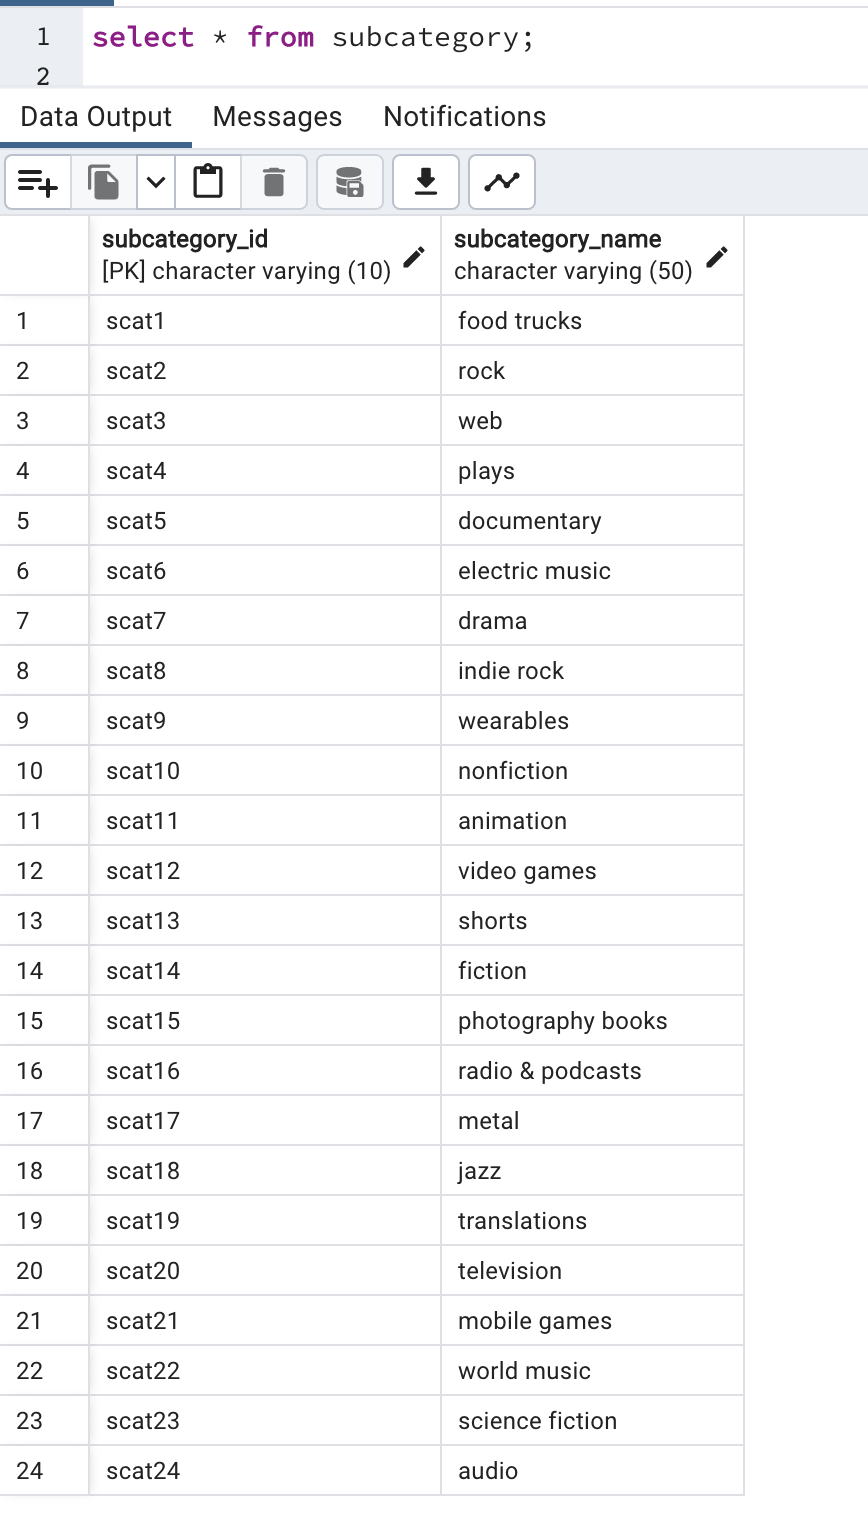 1 select * from subcategory;
2
Data Output Messages Notifications
subcategory_id subcategory_name
[PK] character varying (10) character varying (50)
1 scat1 food trucks
2 scat2 rock
3 scat3 web
4 scat4 plays
5 scat5 documentary
6 scat6 electric music
7 scat7 drama
8 scat8 indie rock
9 scat9 wearables
10 scat10 nonfiction
11 scat11 animation
12 scat12 video games
13 scat13 shorts
14 scat14 fiction
15 scat15 photography books
16 scat16 radio & podcasts
17 scat17 metal
18 scat18 jazz
19 scat19 translations
20 scat20 television
21 scat21 mobile games
22 scat22 world music
23 scat23 science fiction
24 scat24 audio